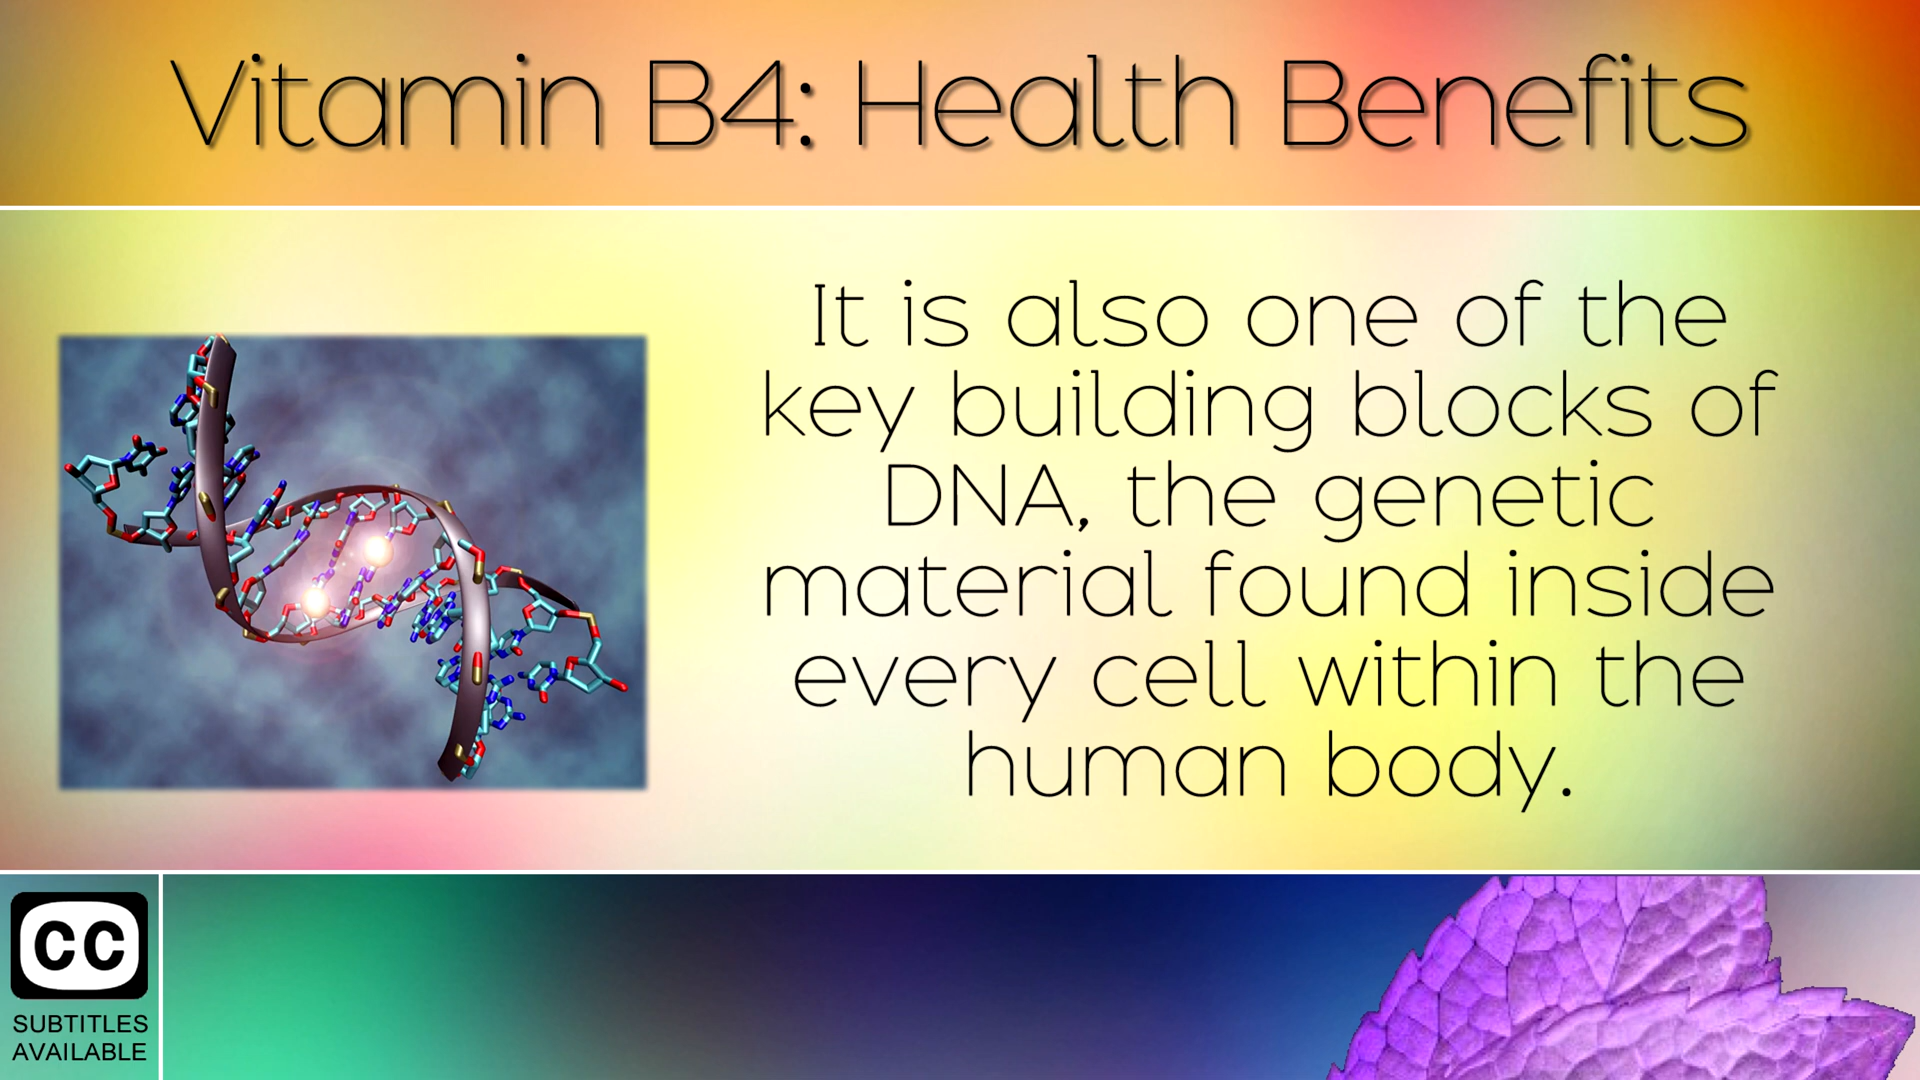 Vitamin B4: Health Benefits
It is also one of the
key building blocks of
DNA, the genetic
material found inside
every cell within the
human body.
CC
SUBTITLES
AVAILABLE